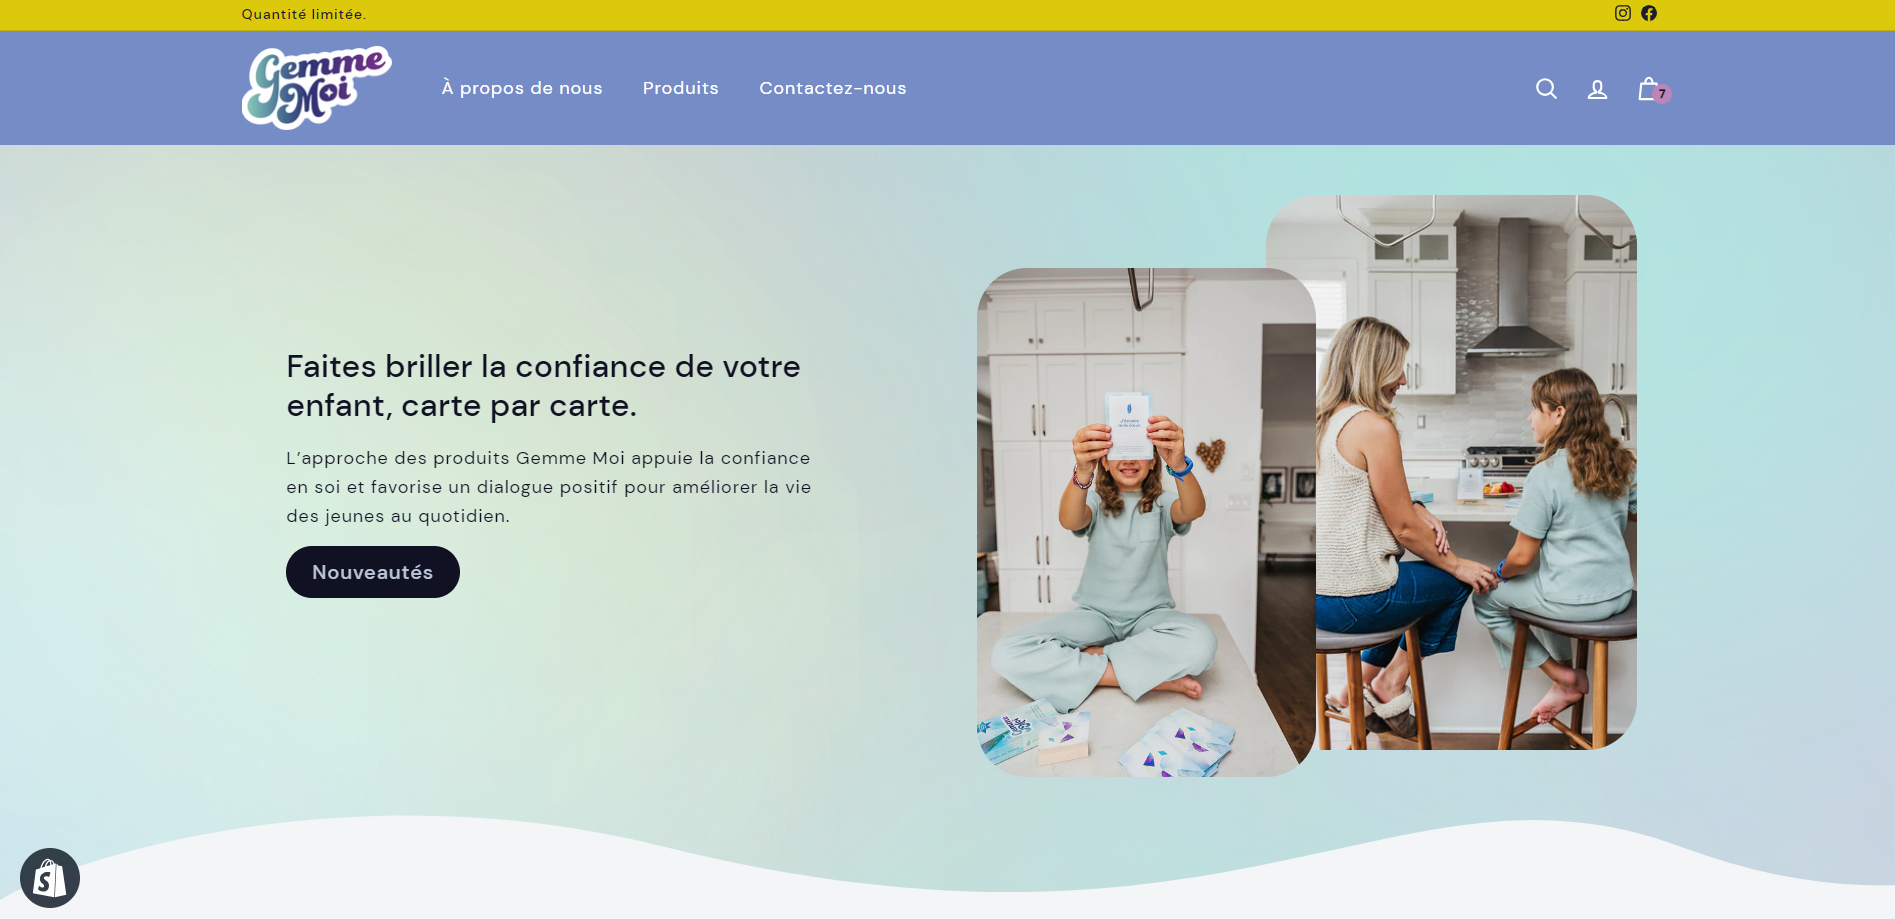 Quantité limitée.
Gemme
Moi
À propos de nous
Produits
Contactez-nous
7
Faites briller la confiance de votre
enfant, carte par carte.
L’approche des produits Gemme Moi appuie la confiance
en soi et favorise un dialogue positif pour améliorer la vie
des jeunes au quotidien.
Nouveautés